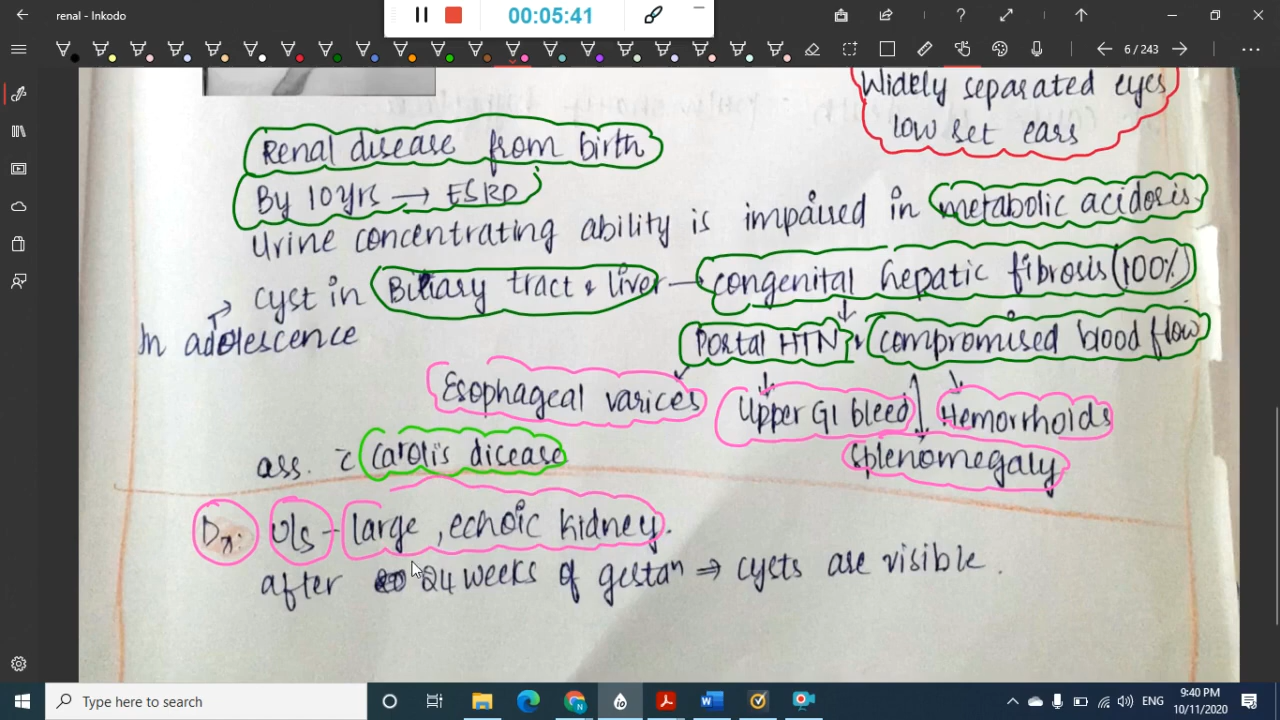 renal - Inkodo
00:05:41
6 / 243
Widely separated eyes
low set ears
Renal disease from birth
By 10yrs → ESRD
Urine concentrating ability is impaired in metabolic acidosis.
cyst in Biliary tract & liver → congenital hepatic fibrosis (100%)
In adolescence
Portal HTN & compromised blood flow
Esophageal varices
Upper GI bleed
Hemorrhoids
Splenomegaly
ass. c̄ Caroli's dicease
Dx: U/s - large, echoic kidney.
after 24 weeks of gestaⁿ ⇒ cysts are visible.
Type here to search
ENG
9:40 PM
10/11/2020